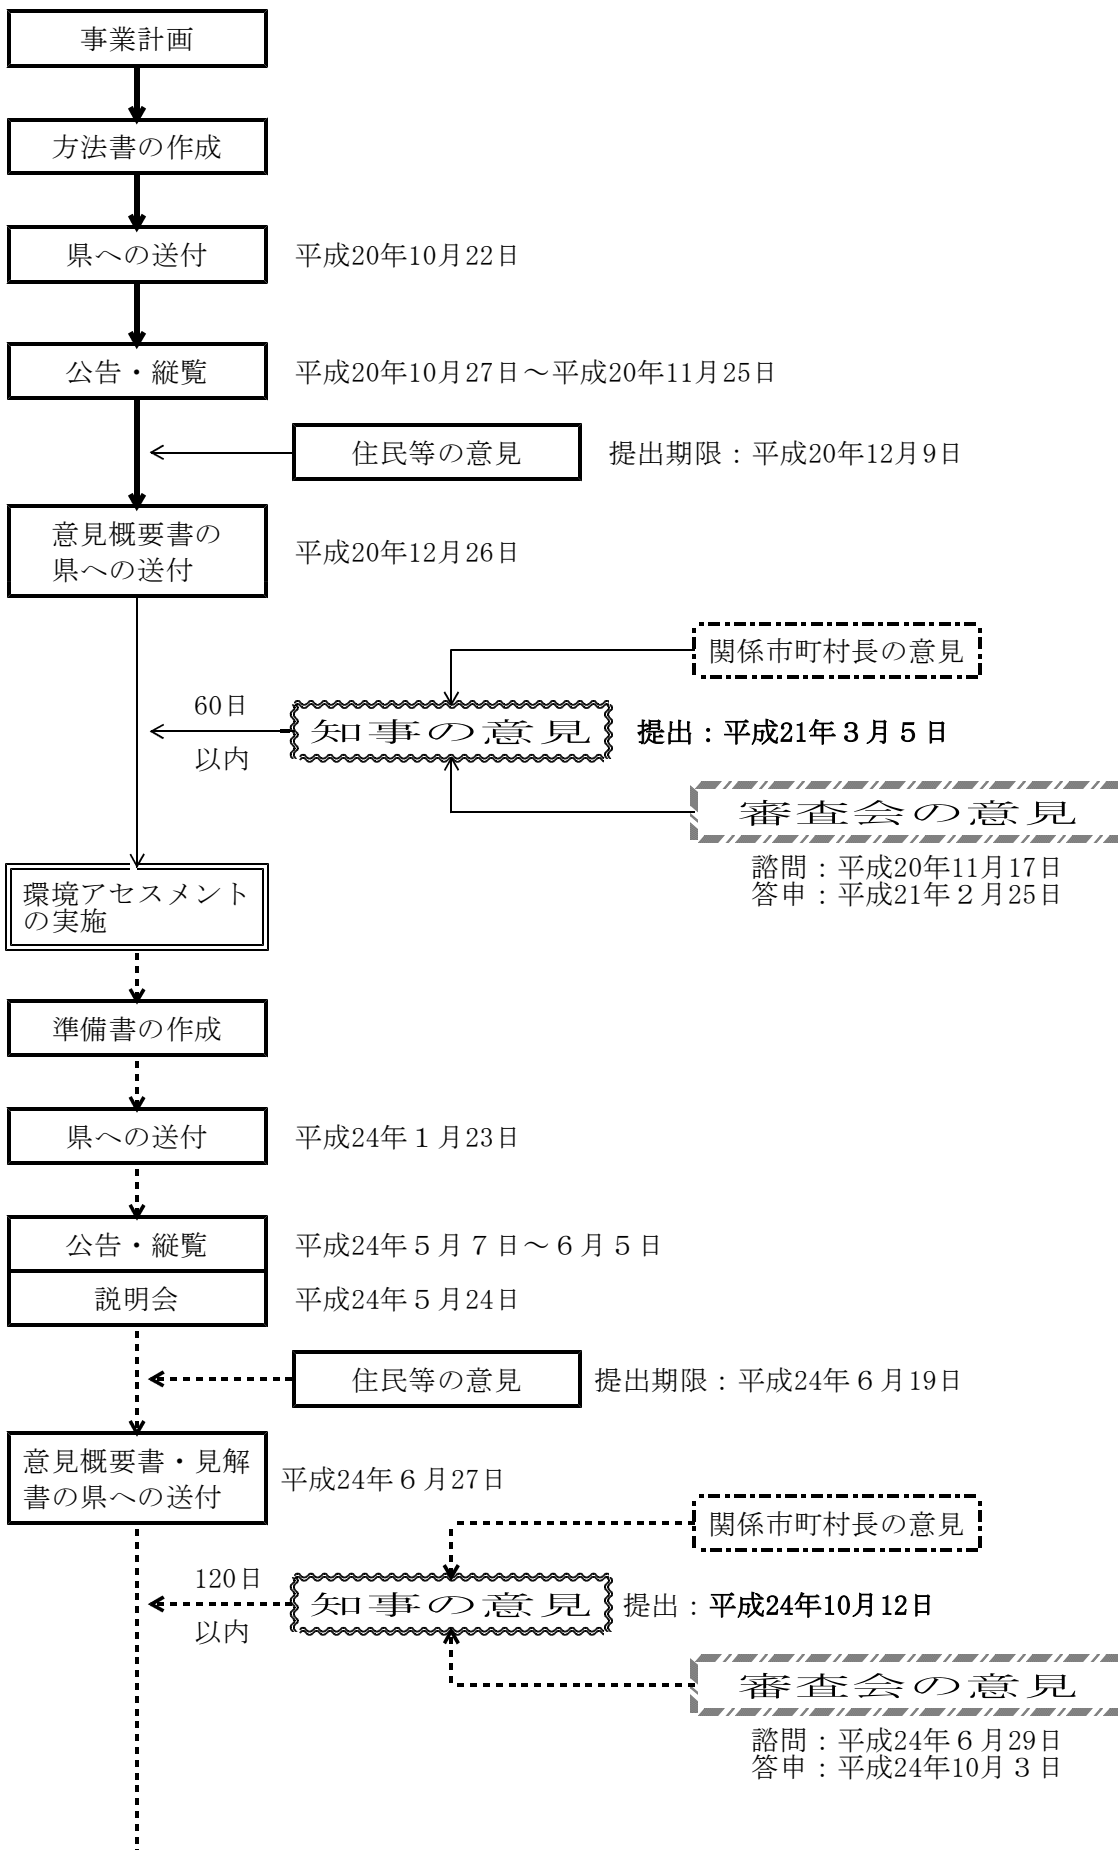 事業計画
方法書の作成
県への送付
平成20年10月22日
公告・縦覧
平成20年10月27日～平成20年11月25日
住民等の意見
提出期限：平成20年12月9日
意見概要書の
県への送付
平成20年12月26日
関係市町村長の意見
60日
以内
知事の意見
提出：平成21年３月５日
審査会の意見
諮問：平成20年11月17日
答申：平成21年２月25日
環境アセスメント
の実施
準備書の作成
県への送付
平成24年１月23日
公告・縦覧
平成24年５月７日～６月５日
説明会
平成24年５月24日
住民等の意見
提出期限：平成24年６月19日
意見概要書・見解
書の県への送付
平成24年６月27日
関係市町村長の意見
120日
以内
知事の意見
提出：平成24年10月12日
審査会の意見
諮問：平成24年６月29日
答申：平成24年10月３日